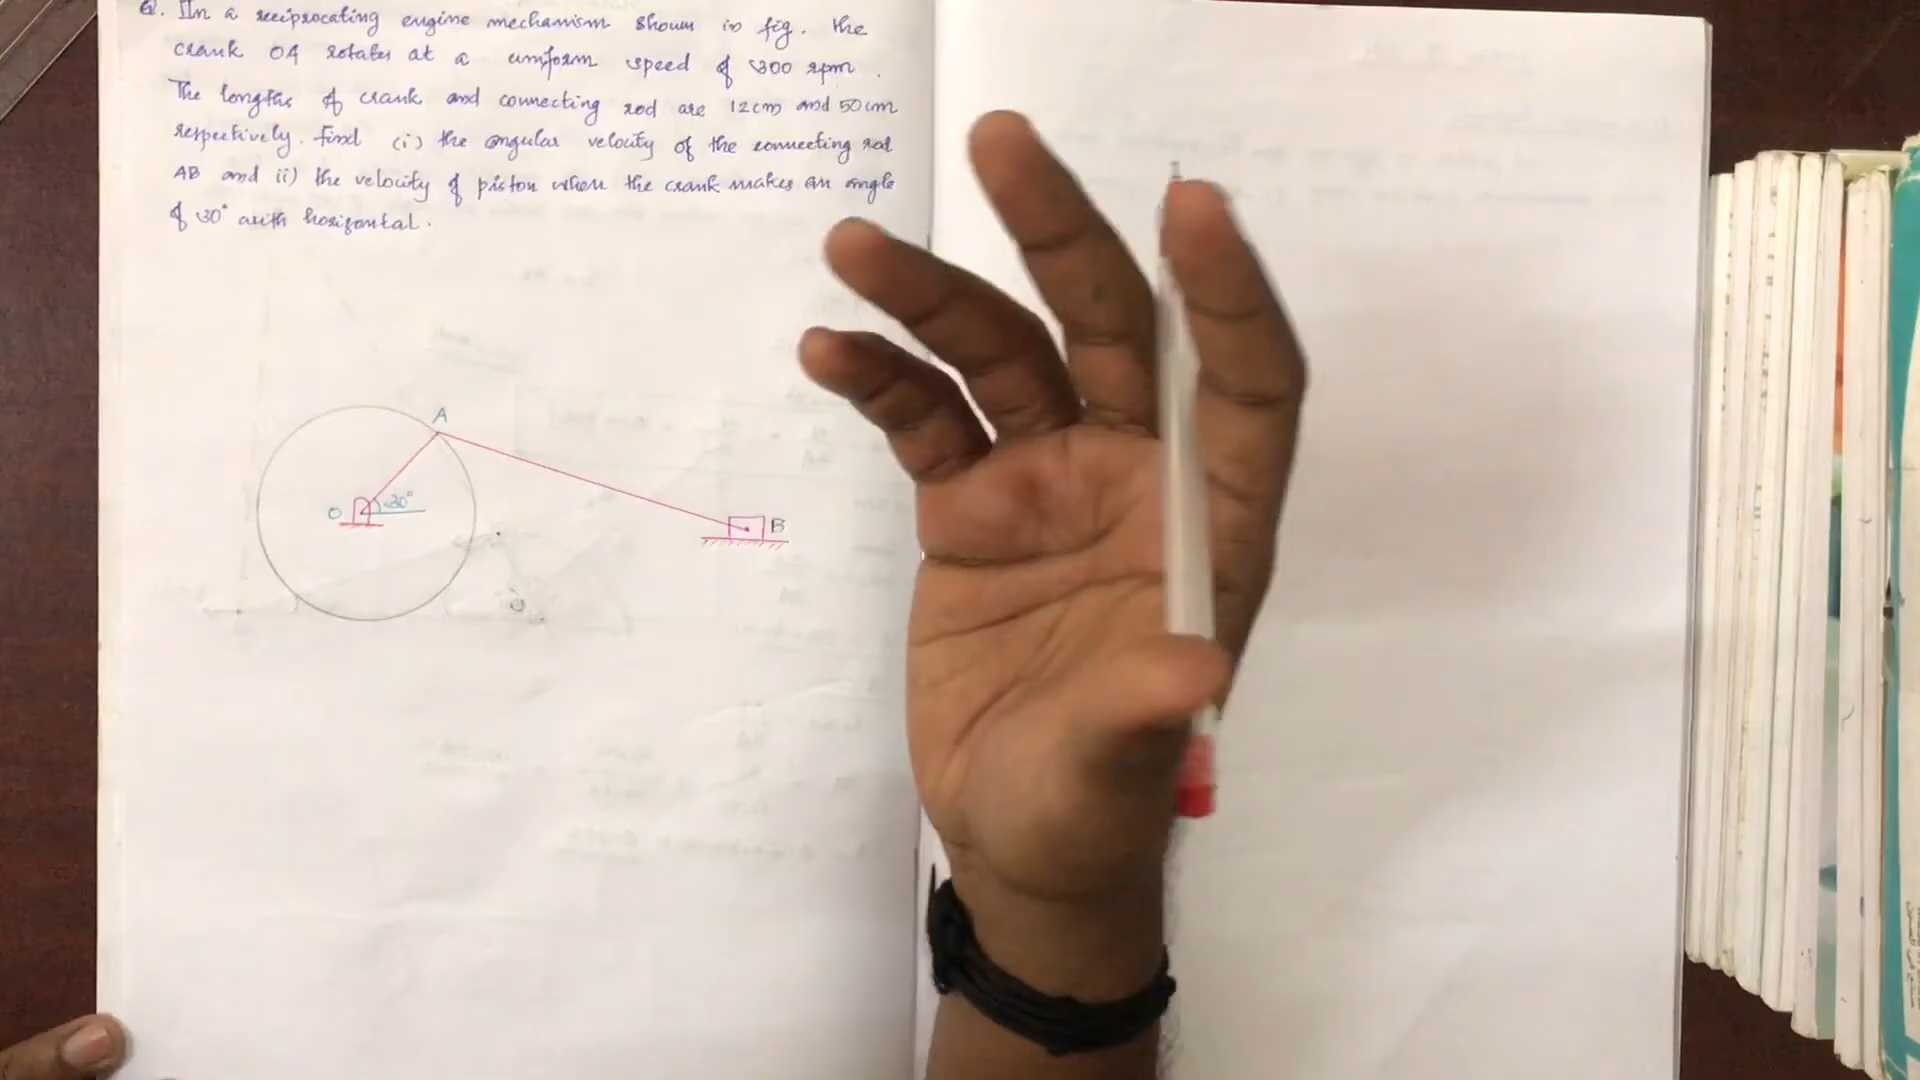 Q. In a reciprocating engine mechanism shown in fig. the
crank OA rotates at a uniform speed of 300 rpm.
The lengths of crank and connecting rod are 12cm and 50cm
respectively. Find (i) the angular velocity of the connecting rod
AB and ii) the velocity of piston when the crank makes an angle
of 30° with horizontal.
A
O 30°
B